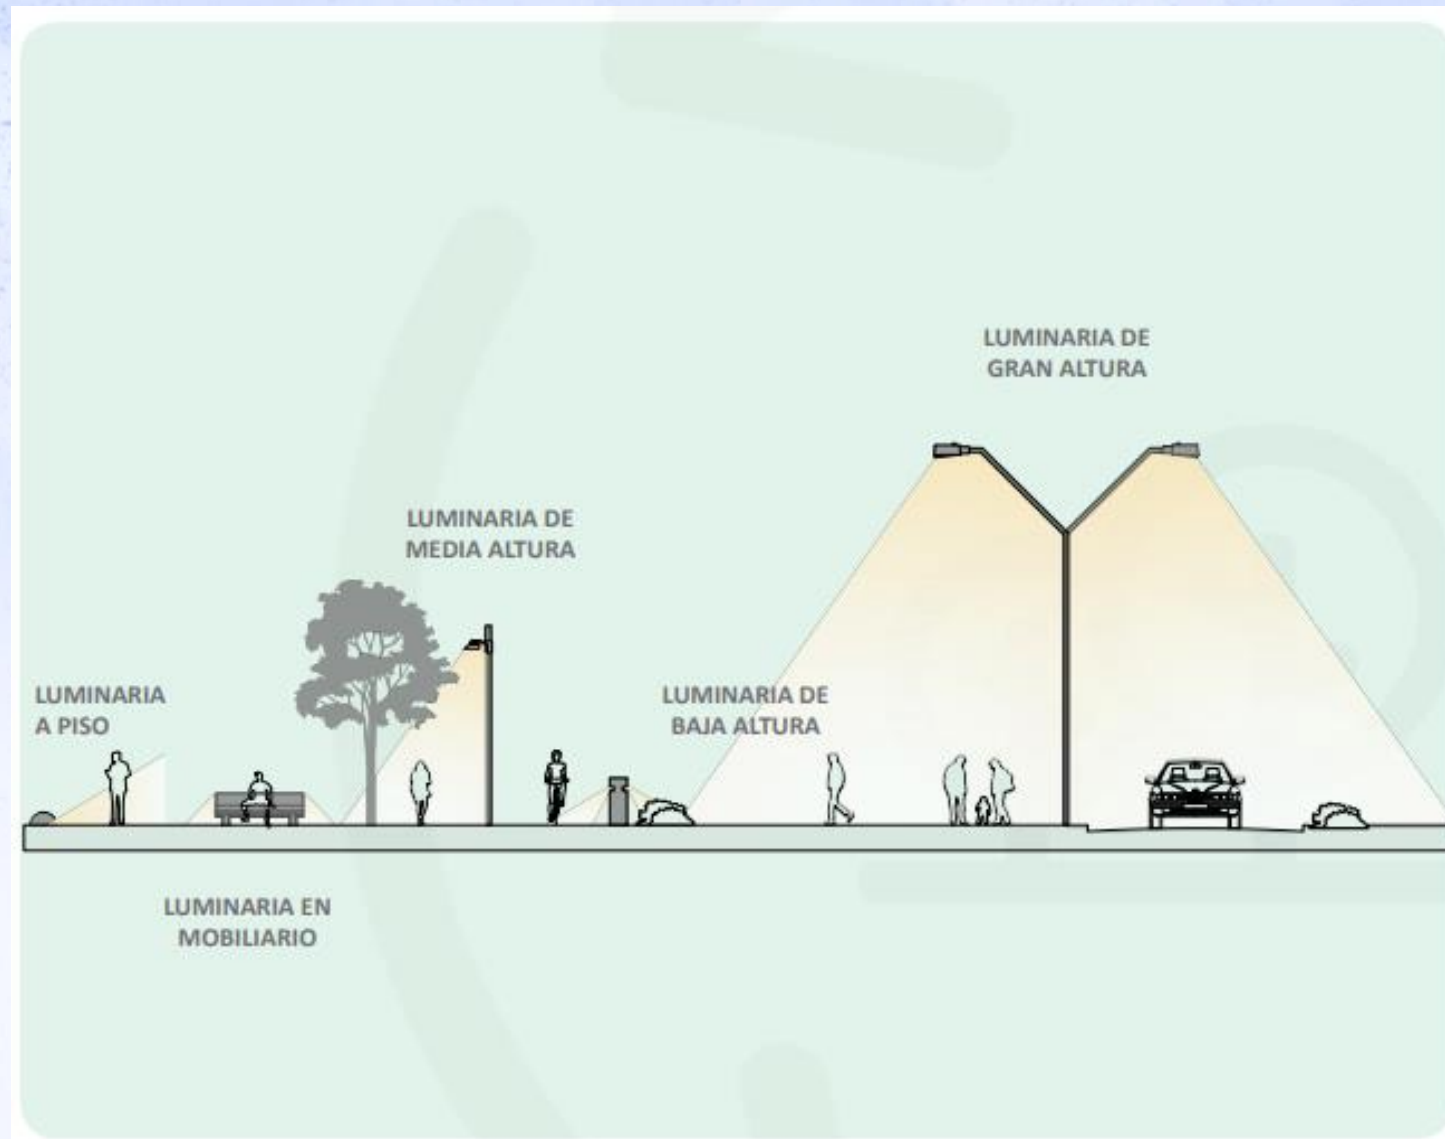 LUMINARIA DE
GRAN ALTURA
LUMINARIA DE
MEDIA ALTURA
LUMINARIA
A PISO
LUMINARIA DE
BAJA ALTURA
LUMINARIA EN
MOBILIARIO